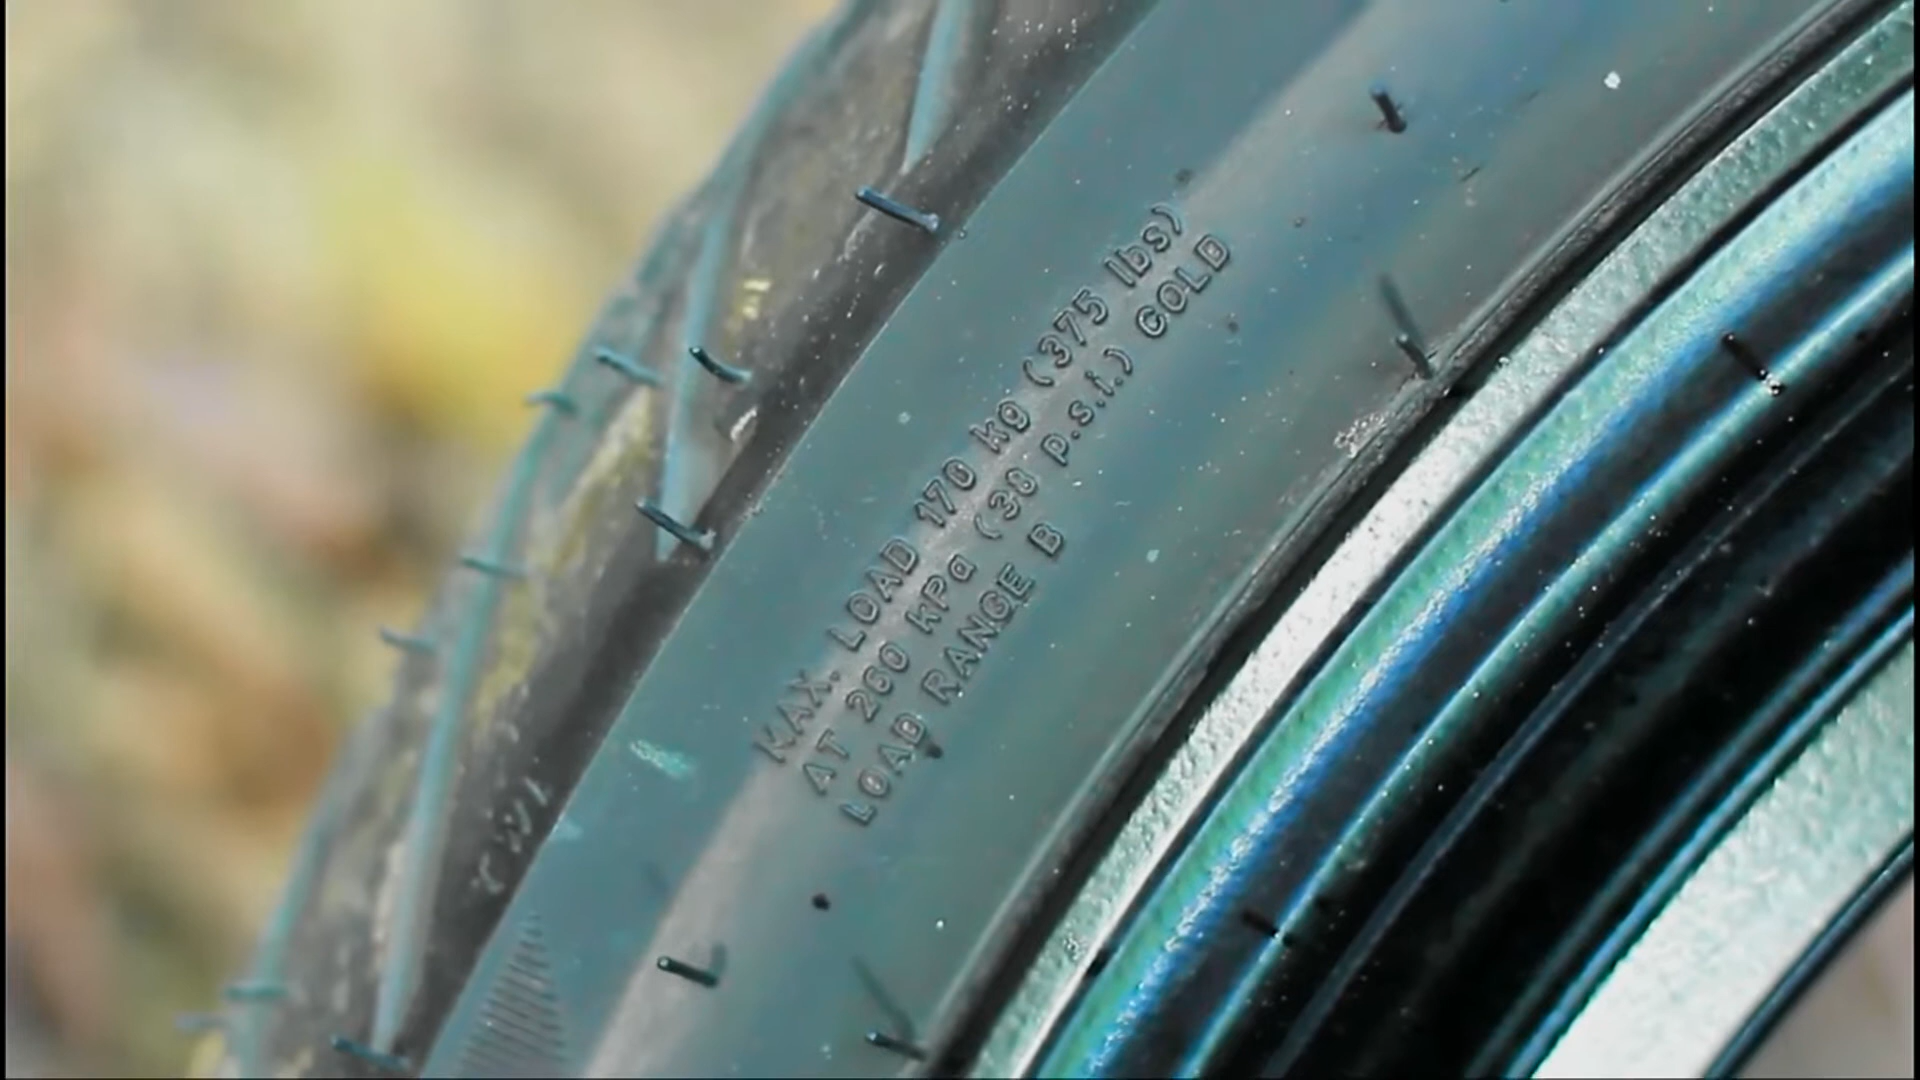 MAX. LOAD 170 kg (375 lbs)
AT 260 kPa (38 p.s.i.) COLD
LOAD RANGE B